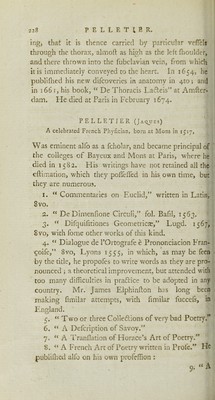 228 PELLETIER.
ing, that it is thence carried by particular veſſels
through the thorax, almoſt as high as the left ſhoulder,
and there thrown into the ſubclavian vein, from which
it is immediately conveyed to the heart. In 1654, he
publiſhed his new diſcoveries in anatomy in 4to; and
in 1661, his book, “ De Thoracis Lacteis” at Amſter-
dam. He died at Paris in February 1674.
PELLETIER (JAQUES)
A celebrated French Phyſician, born at Mons in 1517.
Was eminent alſo as a ſcholar, and became principal of
the colleges of Bayeux and Mons at Paris, where he
died in 1582. His writings have not retained all the
eſtimation, which they poſſeſſed in his own time, but
they are numerous.
1. “ Commentaries on Euclid,” written in Latin,
8vo.
2. “ De Dimenſione Circuli,” fol. Baſil, 1563.
3. “ Diſquiſitiones Geometricæ,” Lugd. 1567,
8vo, with ſome other works of this kind.
4. “ Dialogue de l'Ortografe è Prononciacion Fran-
çoiſe,” 8vo, Lyons 1555, in which, as may be ſeen
by the title, he propoſes to write words as they are pro-
nounced; a theoretical improvement, but attended with
too many difficulties in practice to be adopted in any
country. Mr. James Elphinſton has long been
making ſimilar attempts, with ſimilar ſucceſs, in
England.
5. “ Two or three Collections of very bad Poetry.”
6. “ A Deſcription of Savoy.”
7. “ A Tranſlation of Horace's Art of Poetry.”
8. “ A French Art of Poetry written in Proſe.” He
publiſhed alſo on his own profeſſion:
9. “ A